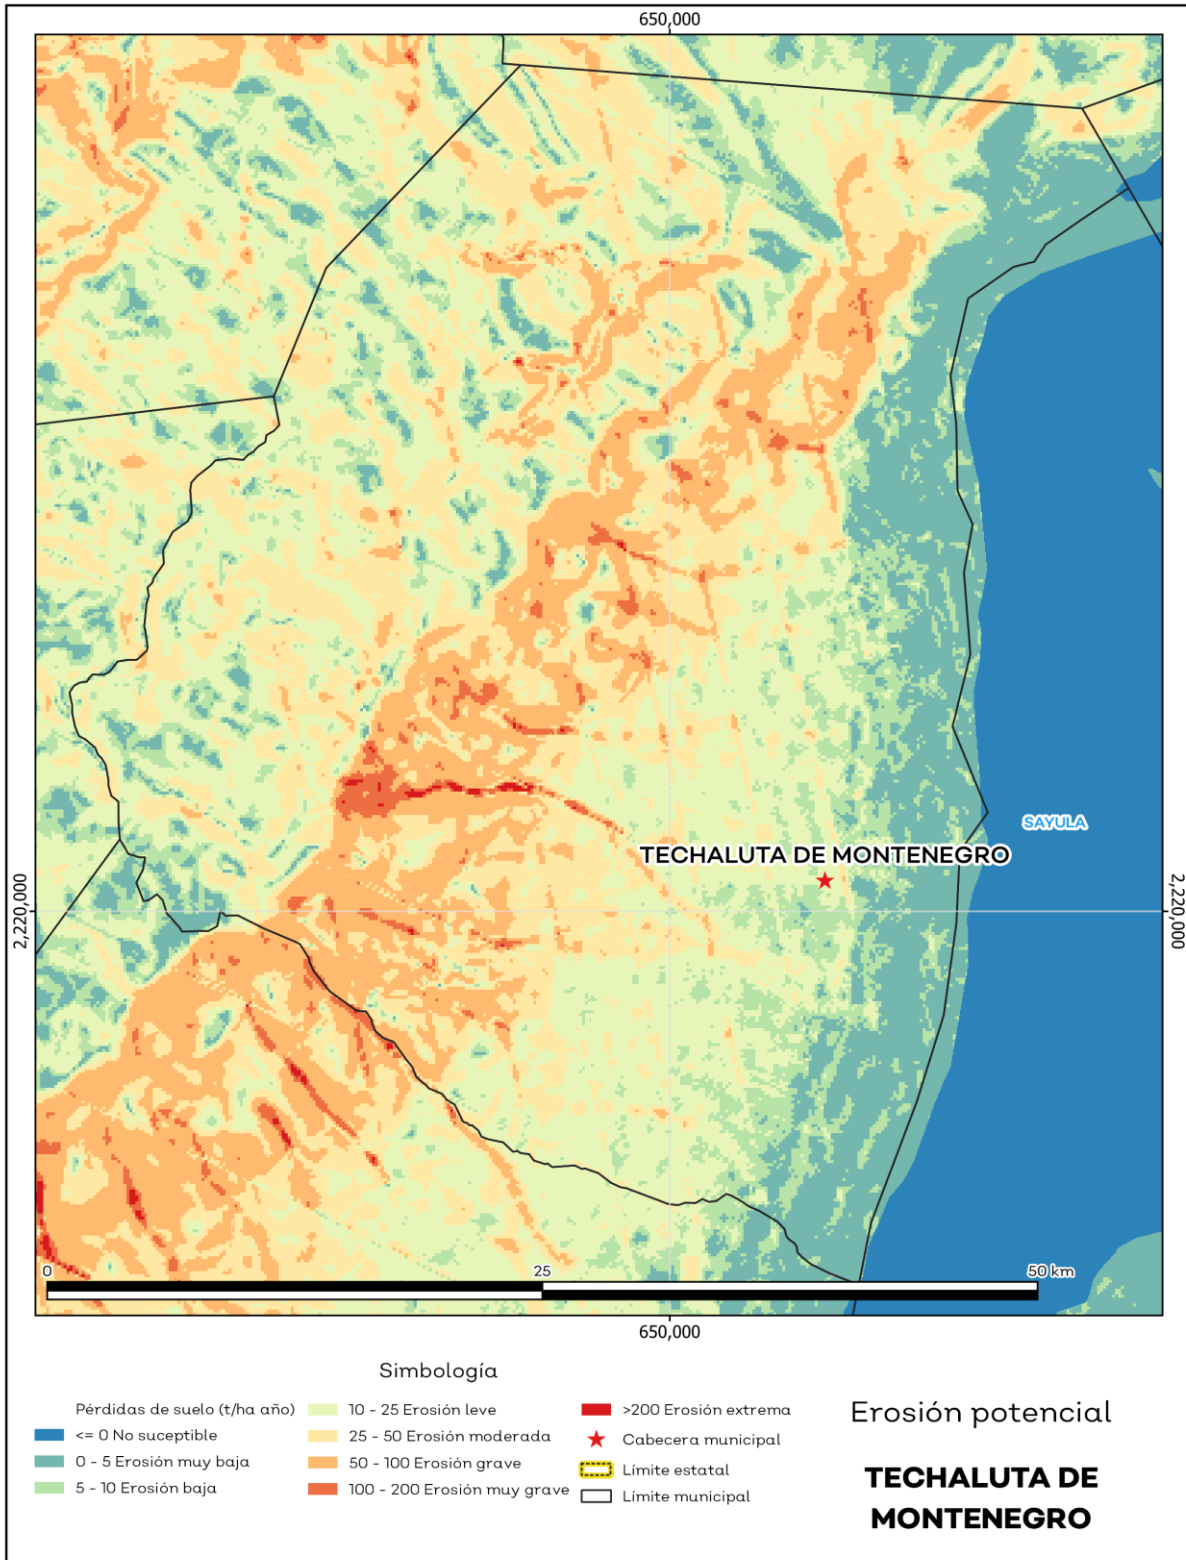 650,000
2,220,000
2,220,000
SAYULA
TECHALUTA DE MONTENEGRO
0
25
50 km
650,000
Simbología
Pérdidas de suelo (t/ha año)
<= 0 No suceptible
0 - 5 Erosión muy baja
5 - 10 Erosión baja
10 - 25 Erosión leve
25 - 50 Erosión moderada
50 - 100 Erosión grave
100 - 200 Erosión muy grave
>200 Erosión extrema
Cabecera municipal
Límite estatal
Límite municipal
Erosión potencial
TECHALUTA DE
MONTENEGRO